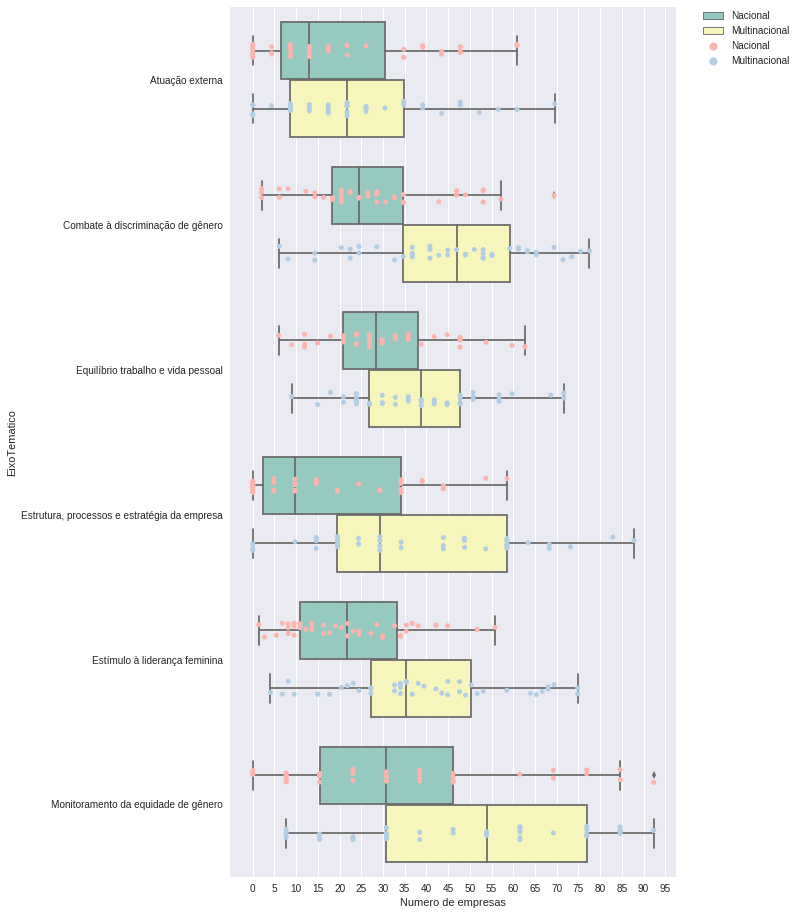 Nacional
Multinacional
Nacional
Multinacional
Atuação externa
Combate à discriminação de gênero
Equilíbrio trabalho e vida pessoal
EixoTematico
Estrutura, processos e estratégia da empresa
Estímulo à liderança feminina
Monitoramento da equidade de gênero
0 5 10 15 20 25 30 35 40 45 50 55 60 65 70 75 80 85 90 95
Numero de empresas